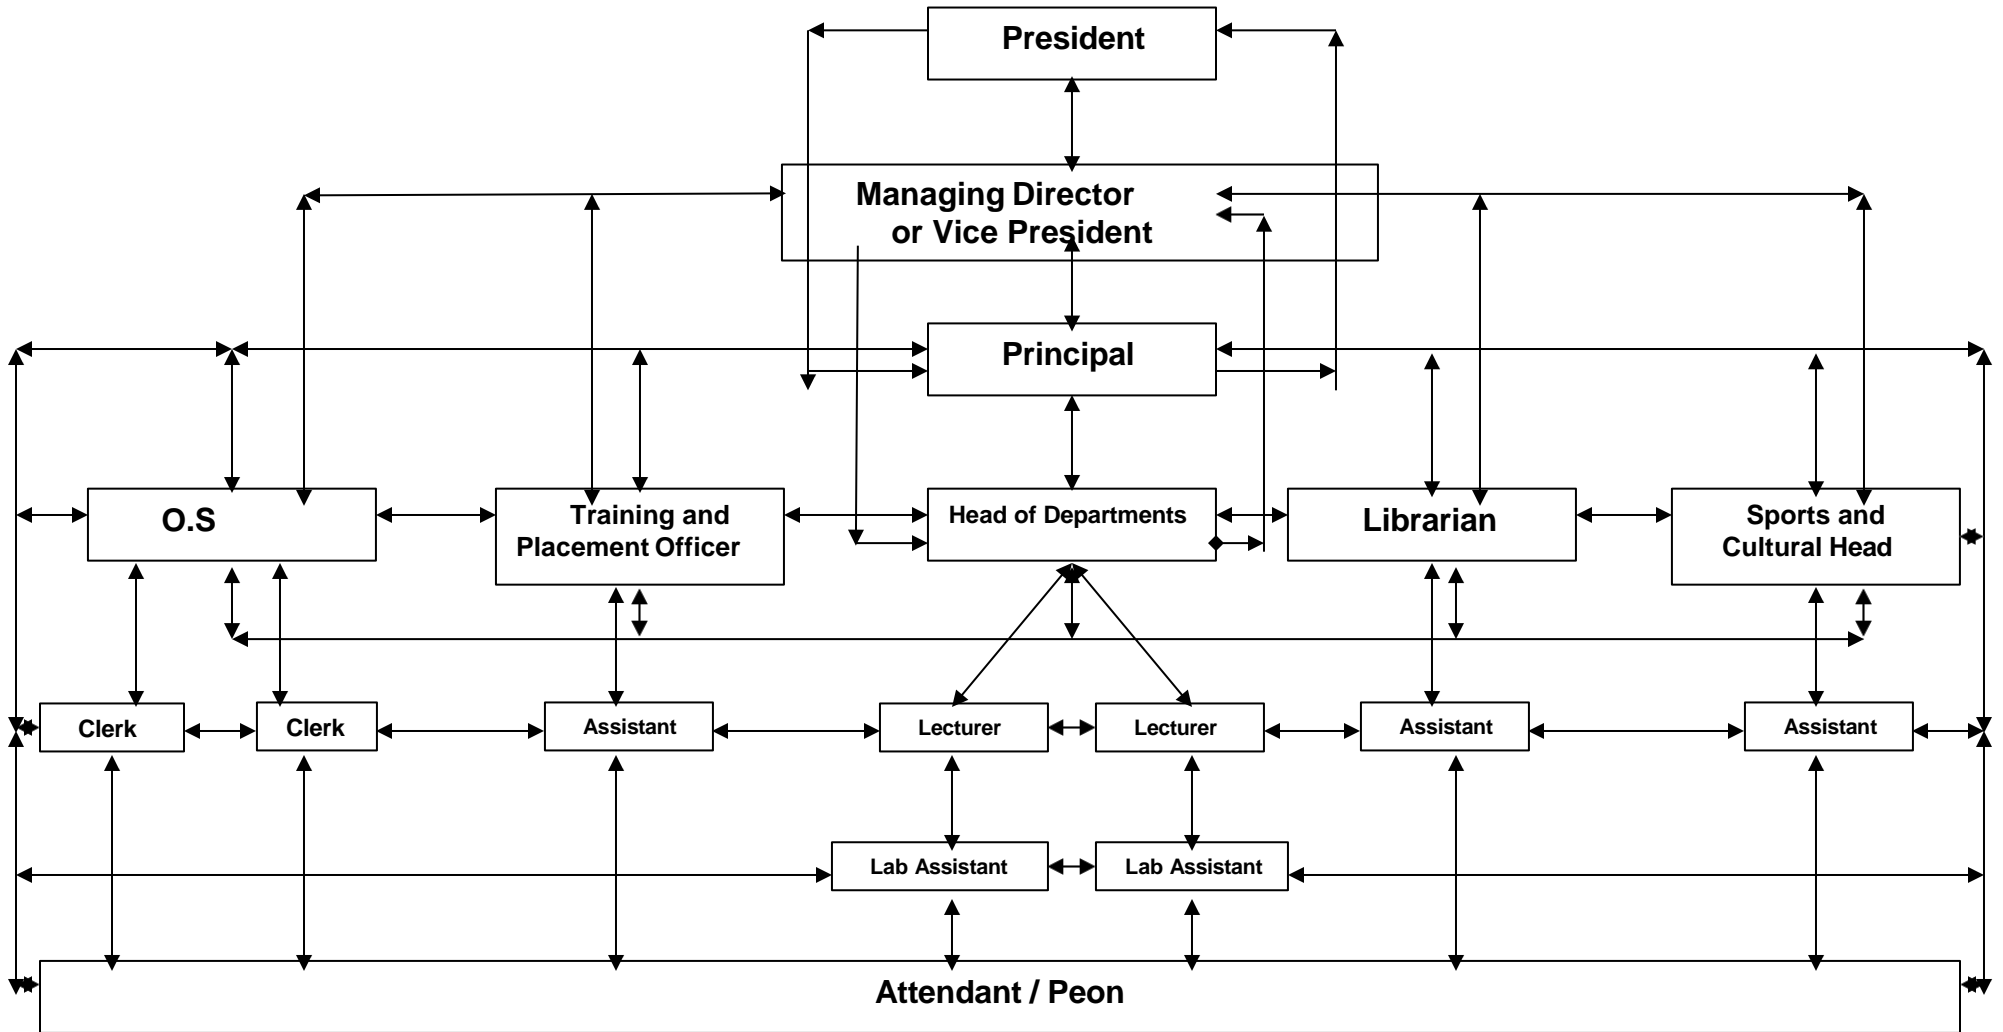 President
Managing Director
or Vice President
Principal
O.S
Training and
Placement Officer
Head of Departments
Librarian
Sports and
Cultural Head
Clerk
Clerk
Assistant
Lecturer
Lecturer
Assistant
Assistant
Lab Assistant
Lab Assistant
Attendant / Peon